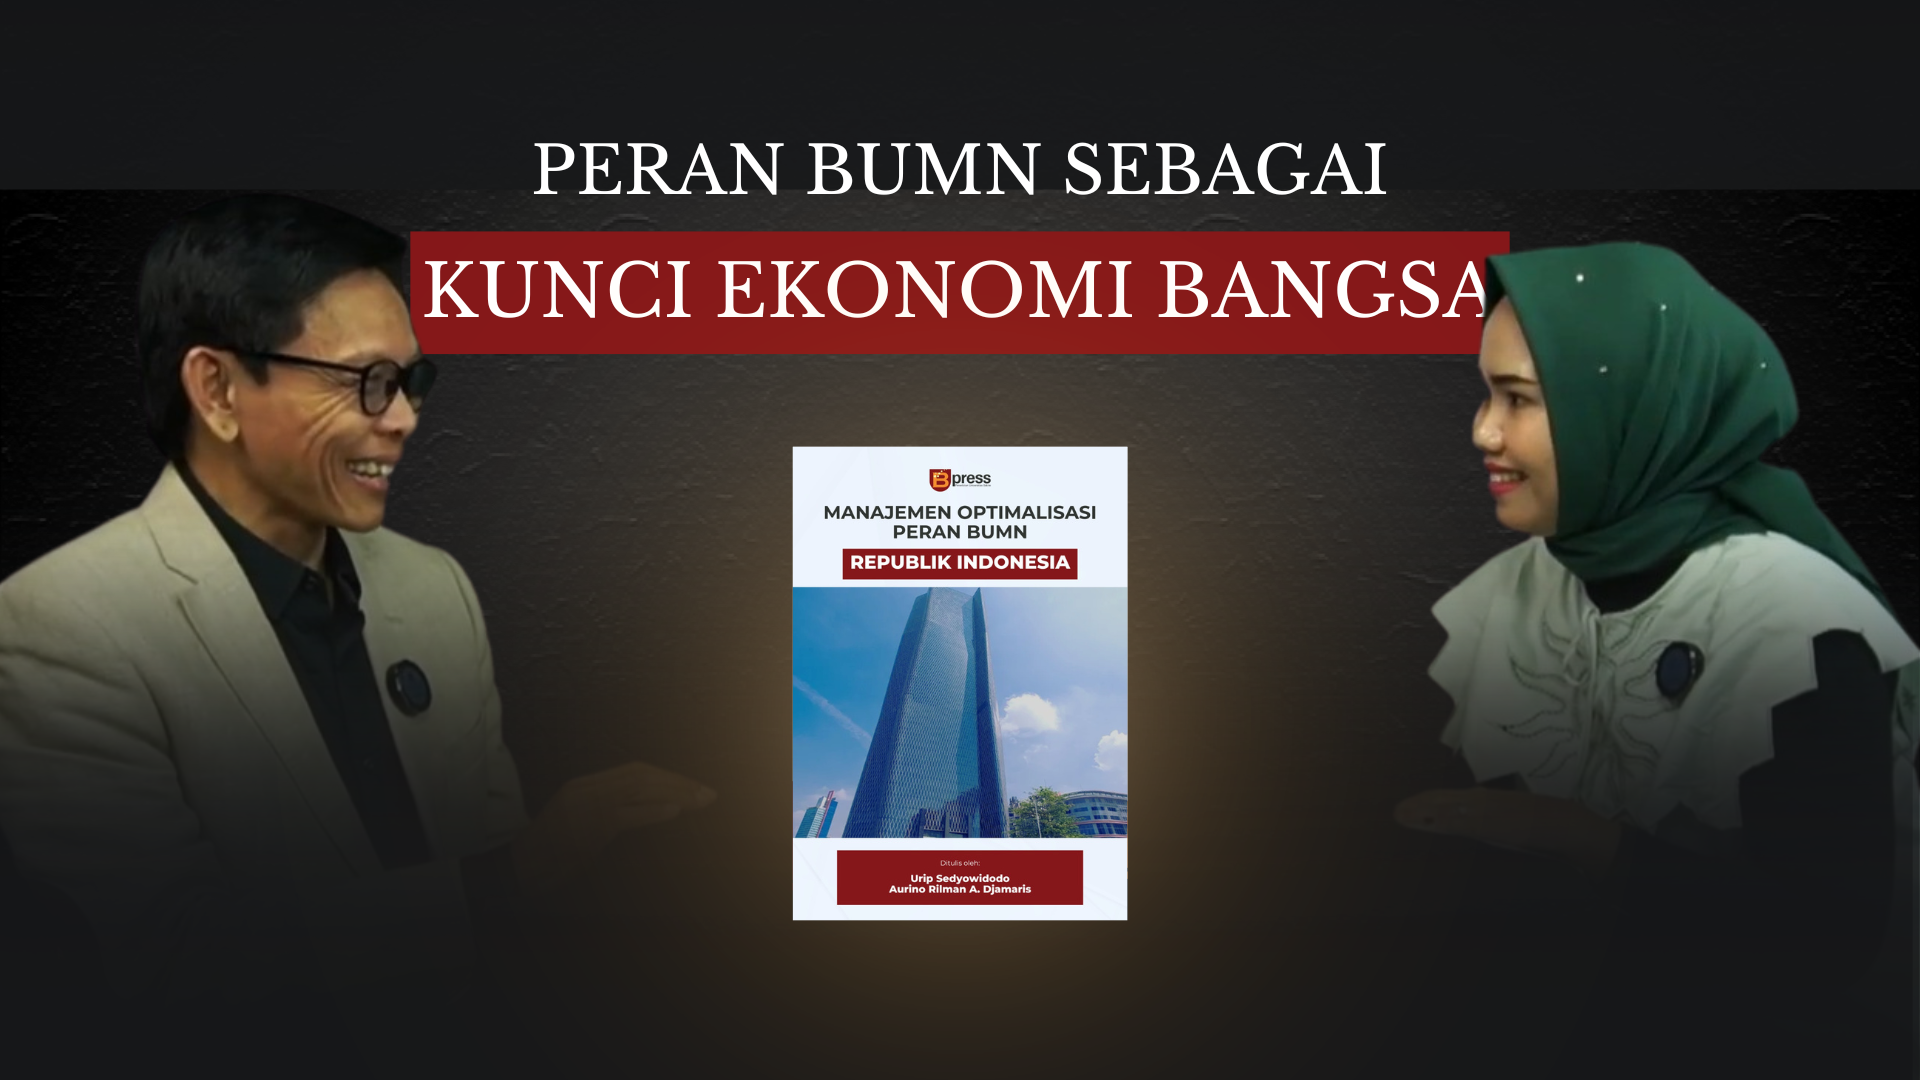 PERAN BUMN SEBAGAI
KUNCI EKONOMI BANGSA
B press
MANAJEMEN OPTIMALISASI
PERAN BUMN
REPUBLIK INDONESIA
Ditulis oleh:
Urip Sedyowidodo
Aurino Rilman A. Djamaris